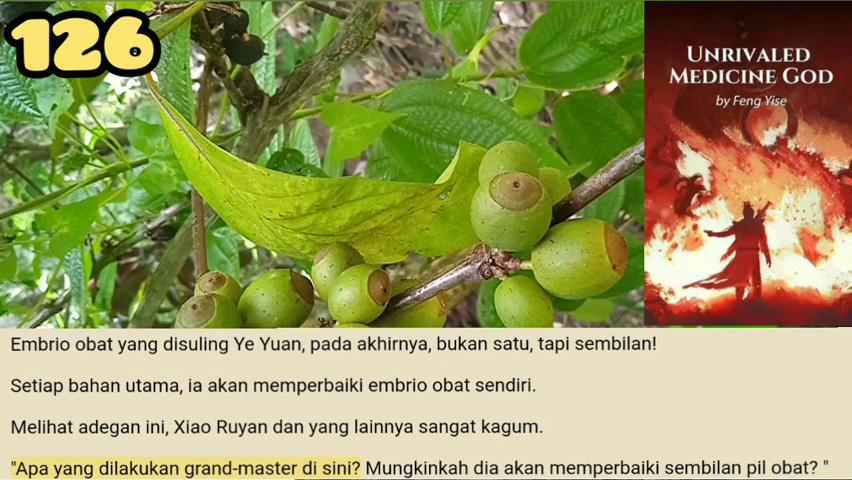 126
UNRIVALED
MEDICINE GOD
by Feng Yise
Embrio obat yang disuling Ye Yuan, pada akhirnya, bukan satu, tapi sembilan!
Setiap bahan utama, ia akan memperbaiki embrio obat sendiri.
Melihat adegan ini, Xiao Ruyan dan yang lainnya sangat kagum.
"Apa yang dilakukan grand-master di sini? Mungkinkah dia akan memperbaiki sembilan pil obat? "